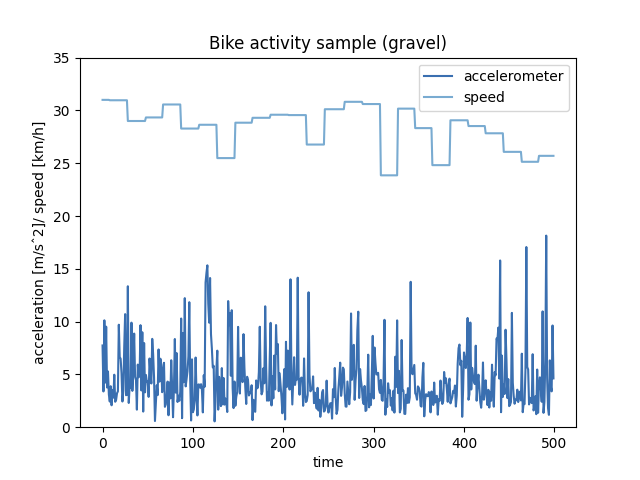 Bike activity sample (gravel)
accelerometer
speed
acceleration [m/s^2]/ speed [km/h]
35
30
25
20
15
10
5
0
0 100 200 300 400 500
time